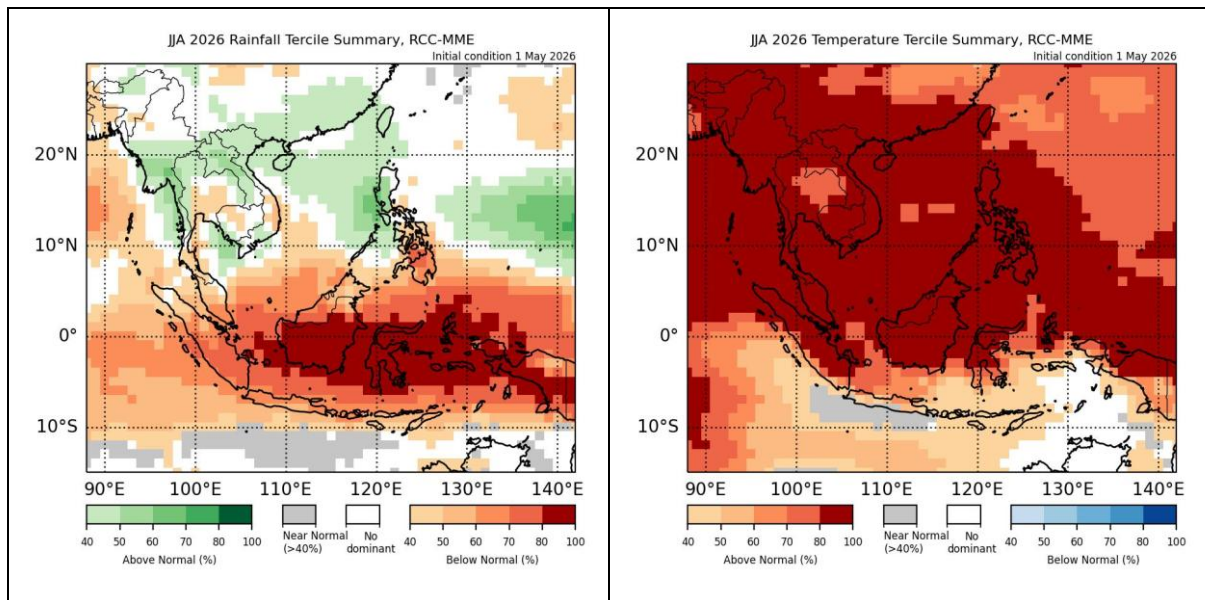 JJA 2026 Rainfall Tercile Summary, RCC-MME
Initial condition 1 May 2026
20°N
10°N
0°
10°S
90°E 100°E 110°E 120°E 130°E 140°E
40 50 60 70 80 100
Above Normal (%)
Near Normal
(>40%)
No
dominant
40 50 60 70 80 100
Below Normal (%)
JJA 2026 Temperature Tercile Summary, RCC-MME
Initial condition 1 May 2026
20°N
10°N
0°
10°S
90°E 100°E 110°E 120°E 130°E 140°E
40 50 60 70 80 100
Above Normal (%)
Near Normal
(>40%)
No
dominant
40 50 60 70 80 100
Below Normal (%)